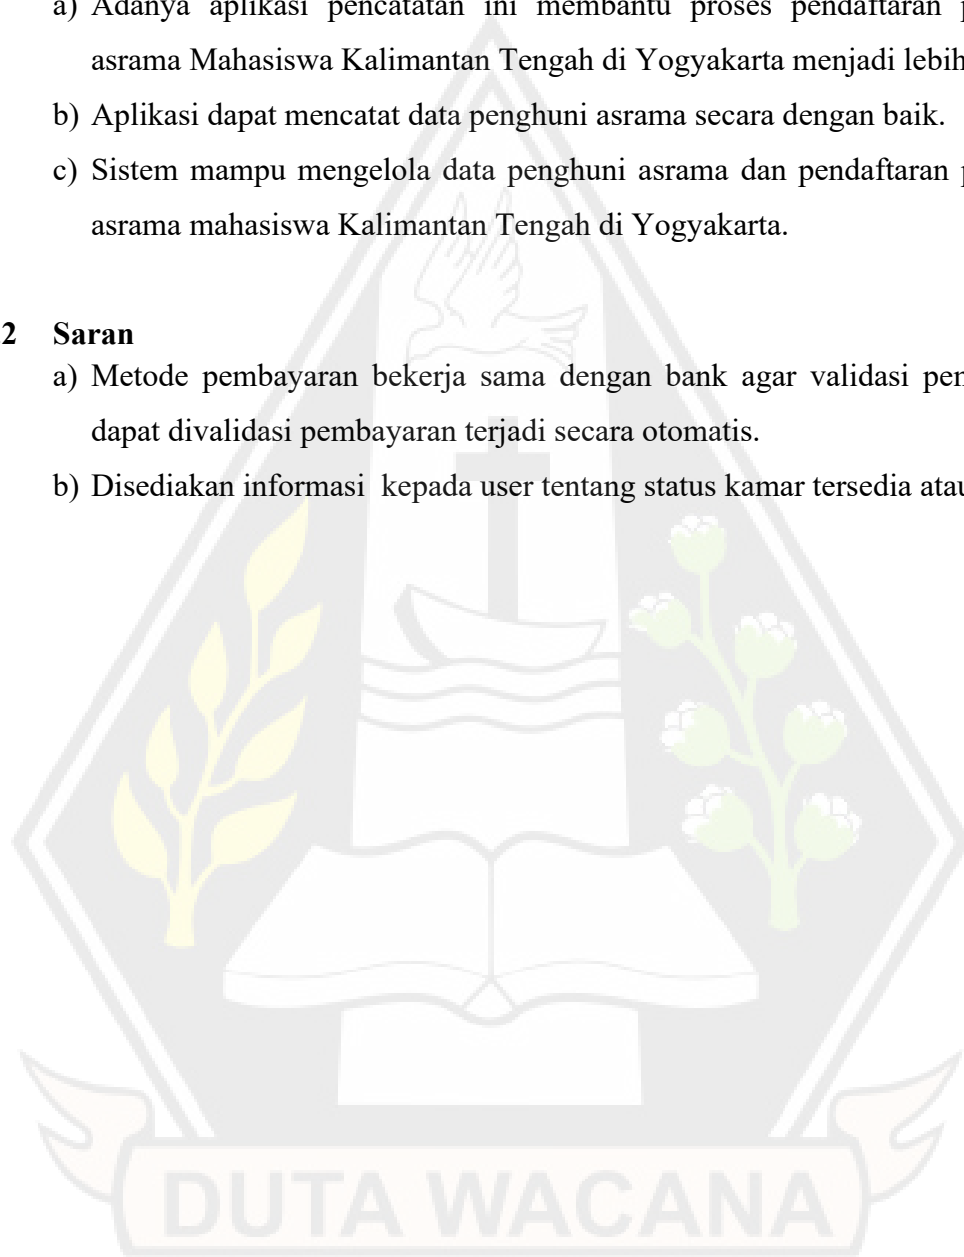 a) Adanya aplikasi pencatatan ini membantu proses pendaftaran
asrama Mahasiswa Kalimantan Tengah di Yogyakarta menjadi lebih
b) Aplikasi dapat mencatat data penghuni asrama secara dengan baik.
c) Sistem mampu mengelola data penghuni asrama dan pendaftaran
asrama mahasiswa Kalimantan Tengah di Yogyakarta.
2 Saran
a) Metode pembayaran bekerja sama dengan bank agar validasi
dapat divalidasi pembayaran terjadi secara otomatis.
b) Disediakan informasi kepada user tentang status kamar tersedia atau
DUTA WACANA